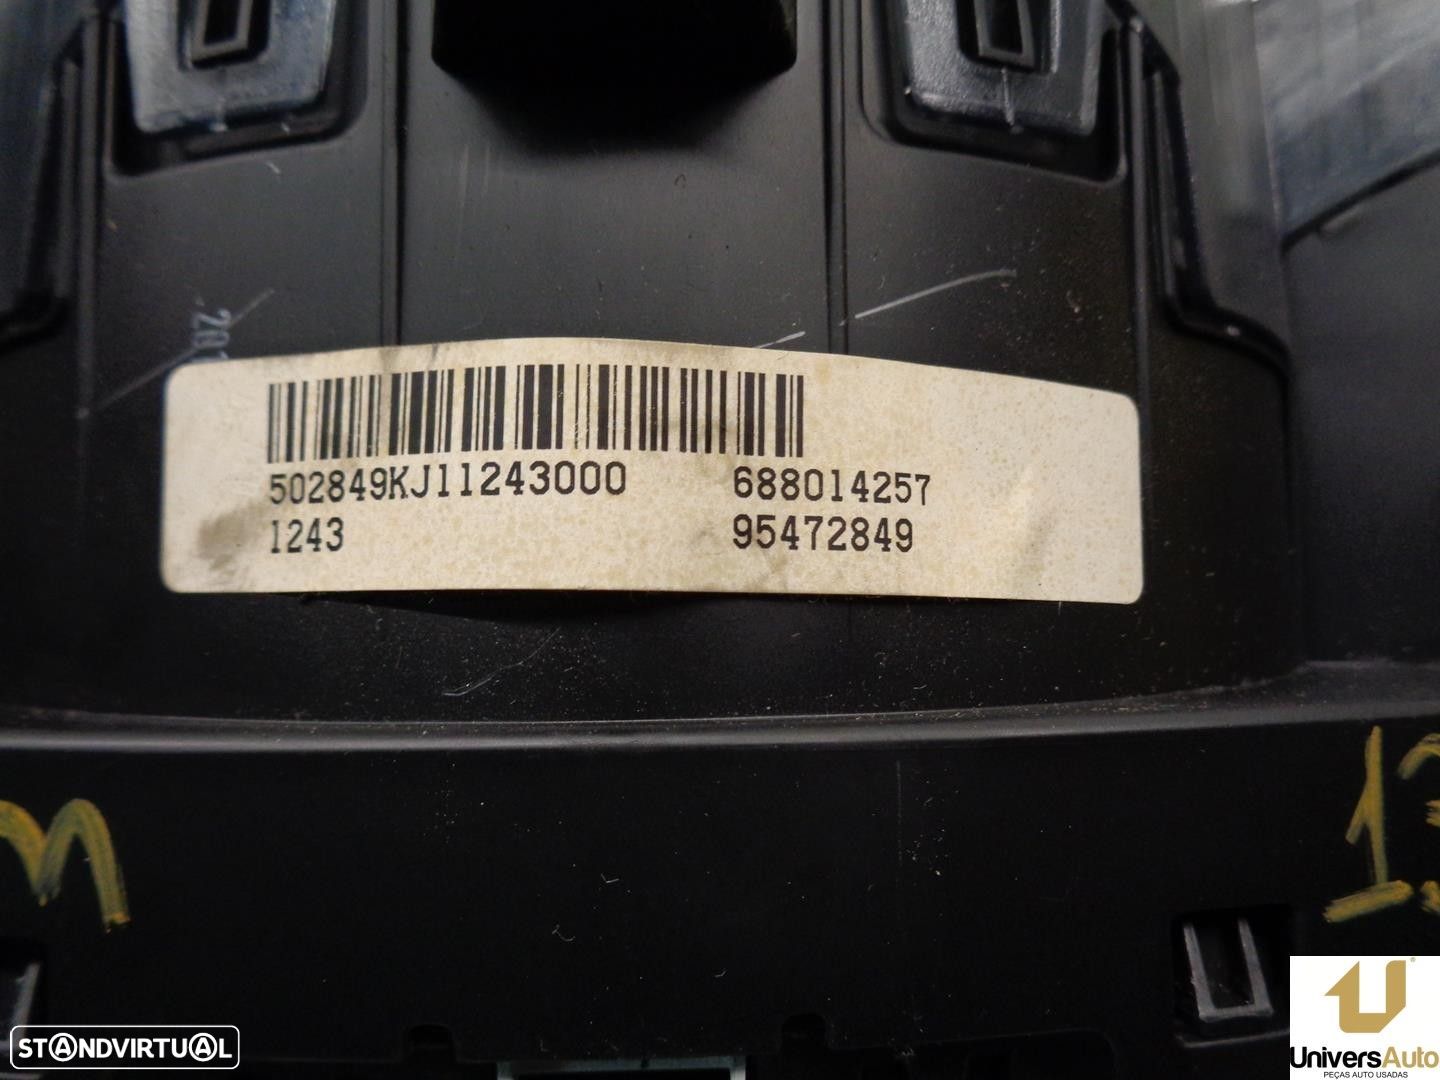 502849KJ11243000 688014257
1243 95472849
STANDVIRTUAL
UniversAuto
PEÇAS AUTO USADAS